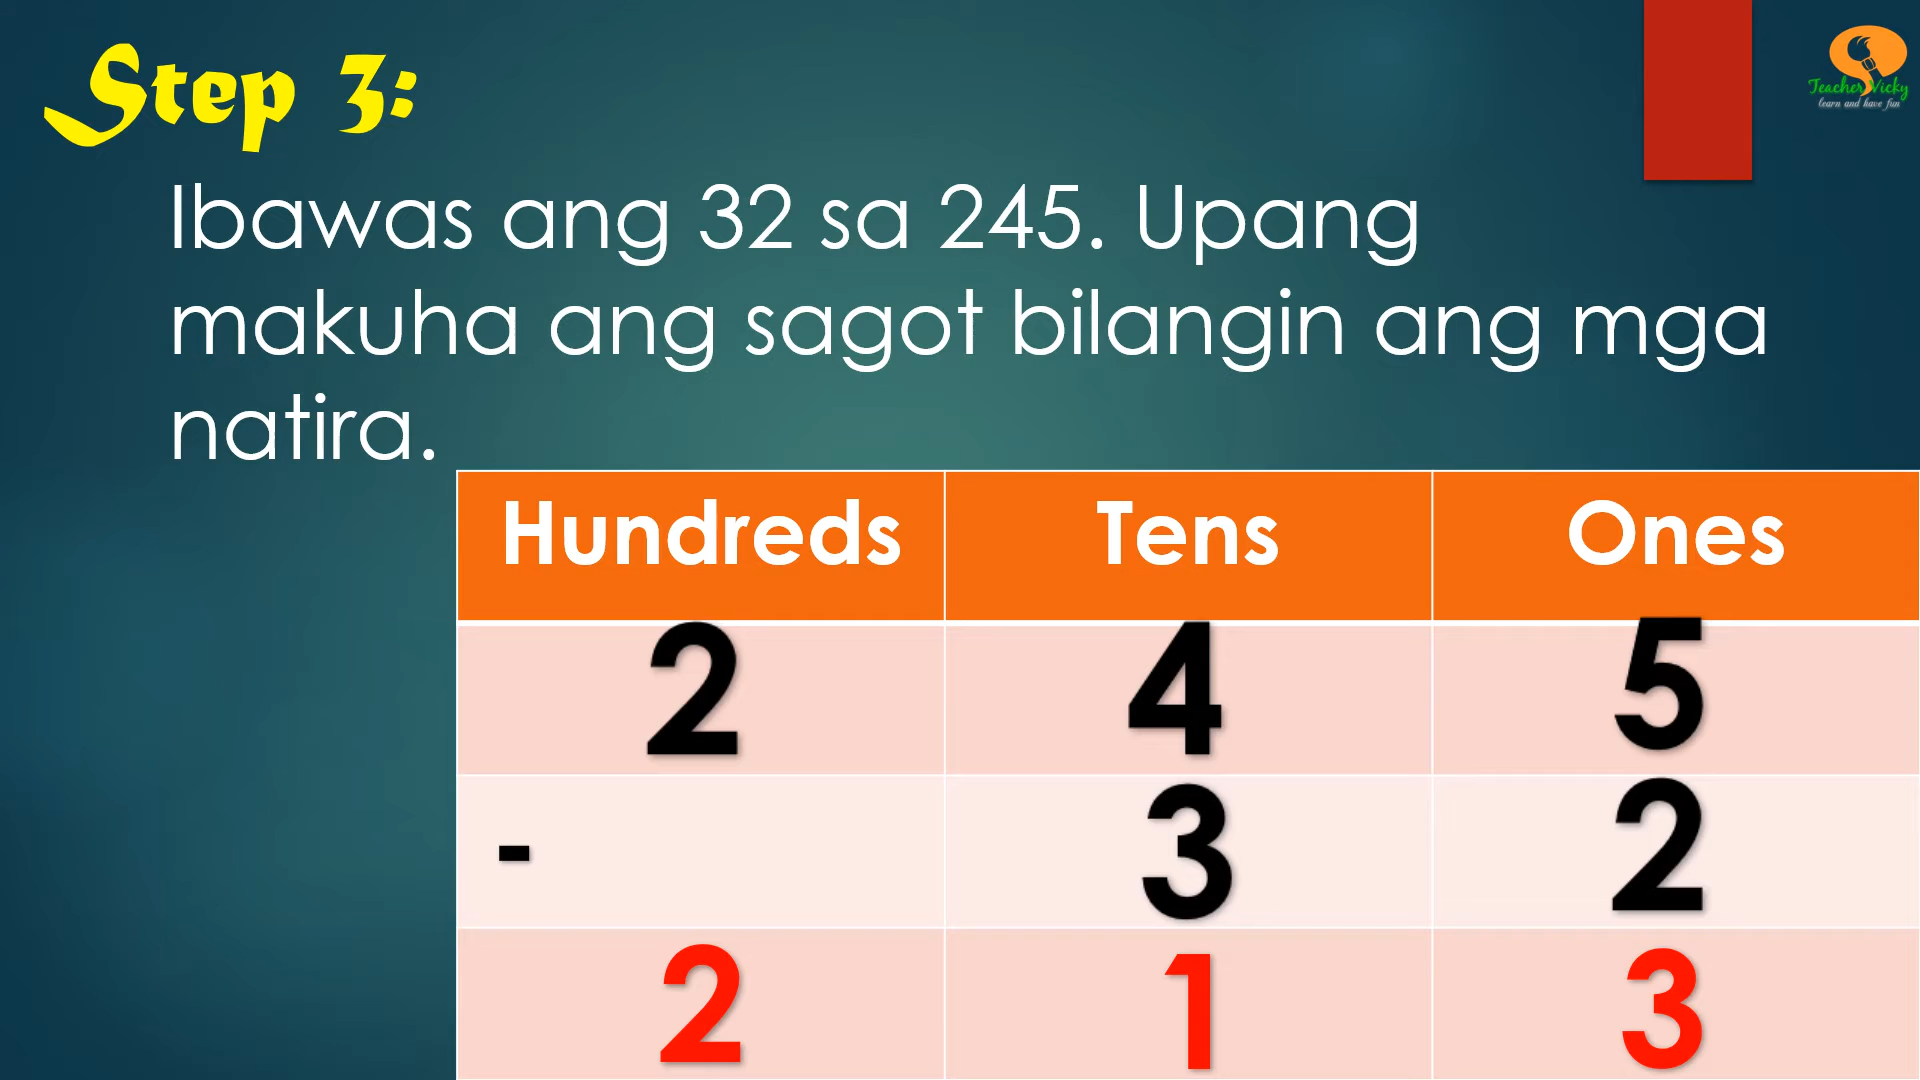 Step 3:
Teacher Vicky
learn and have fun
Ibawas ang 32 sa 245. Upang
makuha ang sagot bilangin ang mga
natira.
Hundreds Tens Ones
2 4 5
- 3 2
2 1 3